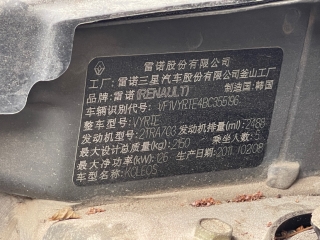 雷诺股份有限公司
工厂: 雷诺三星汽车股份有限公司釜山工厂
品牌: 雷诺(RENAULT) 制造国: 韩国
车辆识别代号: VF1VYRTE4BC355196
整车型号: VYRTE
发动机型号: 2TRA703 发动机排量(ml): 2488
最大设计总质量(kg): 2150 乘坐人数: 5
最大净功率(kW): 126 生产日期: 2011/02/08
车型名称: KOLEOS